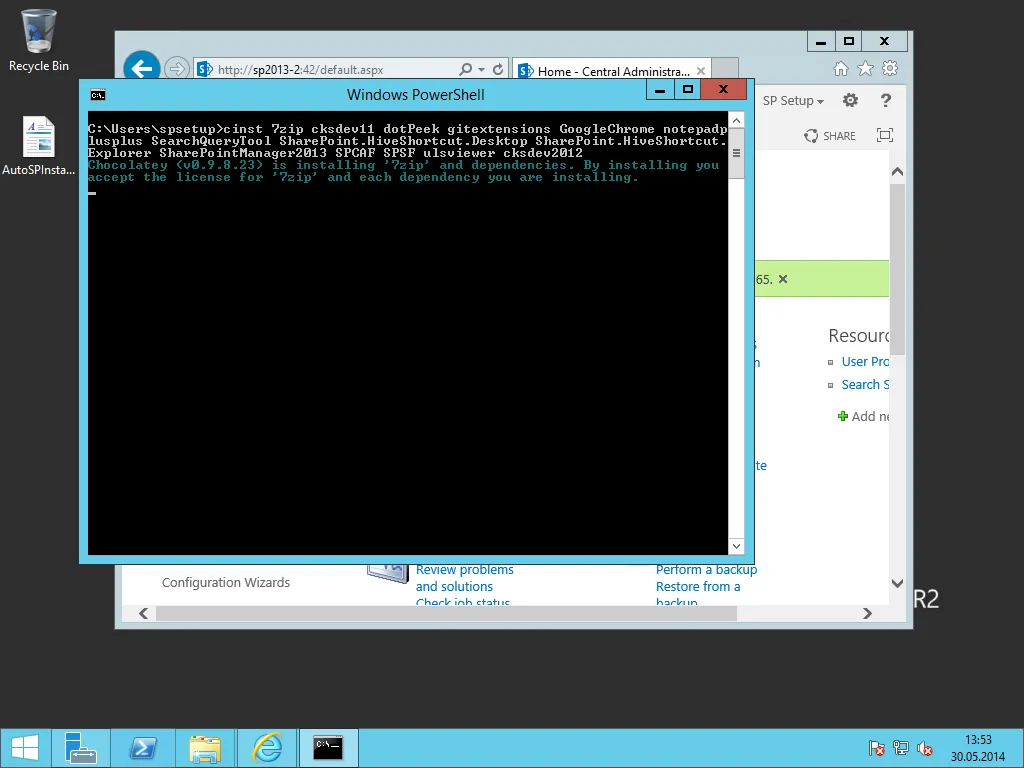 Recycle Bin
AutoSPInsta...
http://sp2013-2:42/default.aspx
Home - Central Administra...
Windows PowerShell
SP Setup
SHARE
C:\Users\spsetup>cinst 7zip cksdev11 dotPeek gitextensions GoogleChrome notepadp
lusplus SearchQueryTool SharePoint.HiveShortcut.Desktop SharePoint.HiveShortcut.
Explorer SharePointManager2013 SPCAF SPSF ulsviewer cksdev2012
Chocolatey (v0.9.8.23) is installing '7zip' and dependencies. By installing you
accept the license for '7zip' and each dependency you are installing.
65.
Resourc
User Pro
Search S
Add ne
te
Configuration Wizards
Review problems
and solutions
Check job status
Perform a backup
Restore from a
backup
R2
13:53
30.05.2014